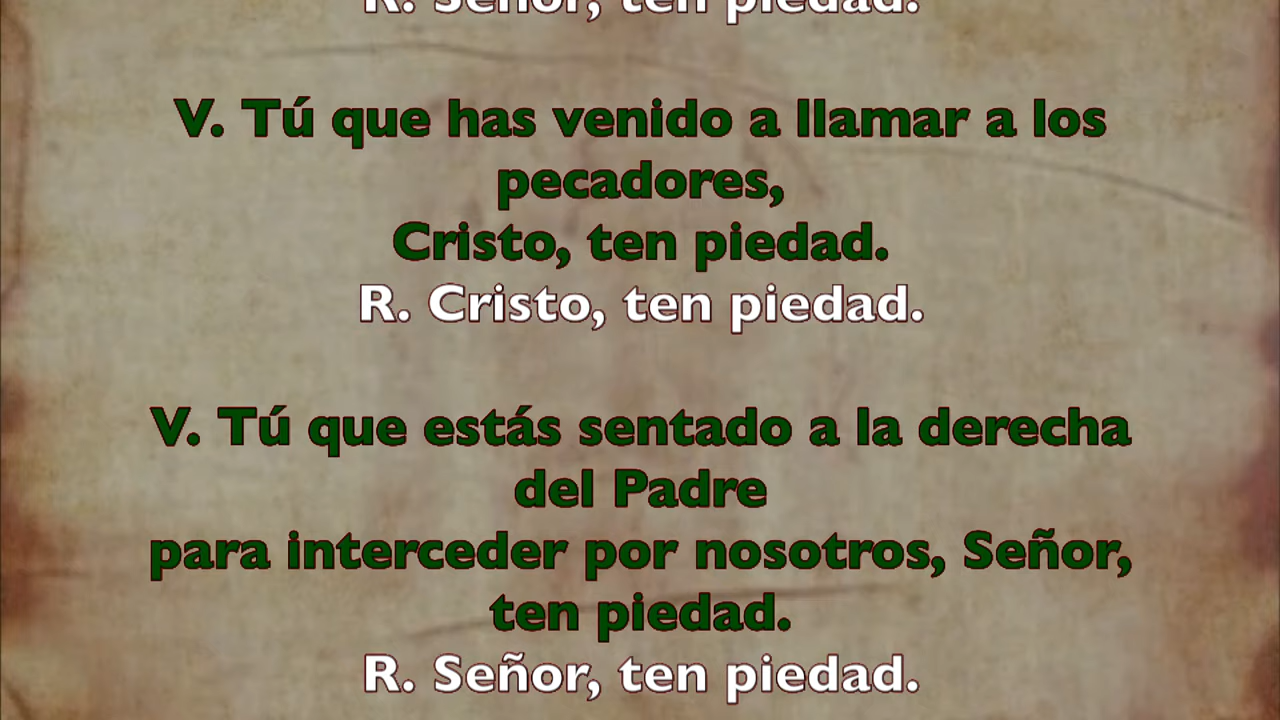 R. Señor, ten piedad.
V. Tú que has venido a llamar a los
pecadores,
Cristo, ten piedad.
R. Cristo, ten piedad.
V. Tú que estás sentado a la derecha
del Padre
para interceder por nosotros, Señor,
ten piedad.
R. Señor, ten piedad.